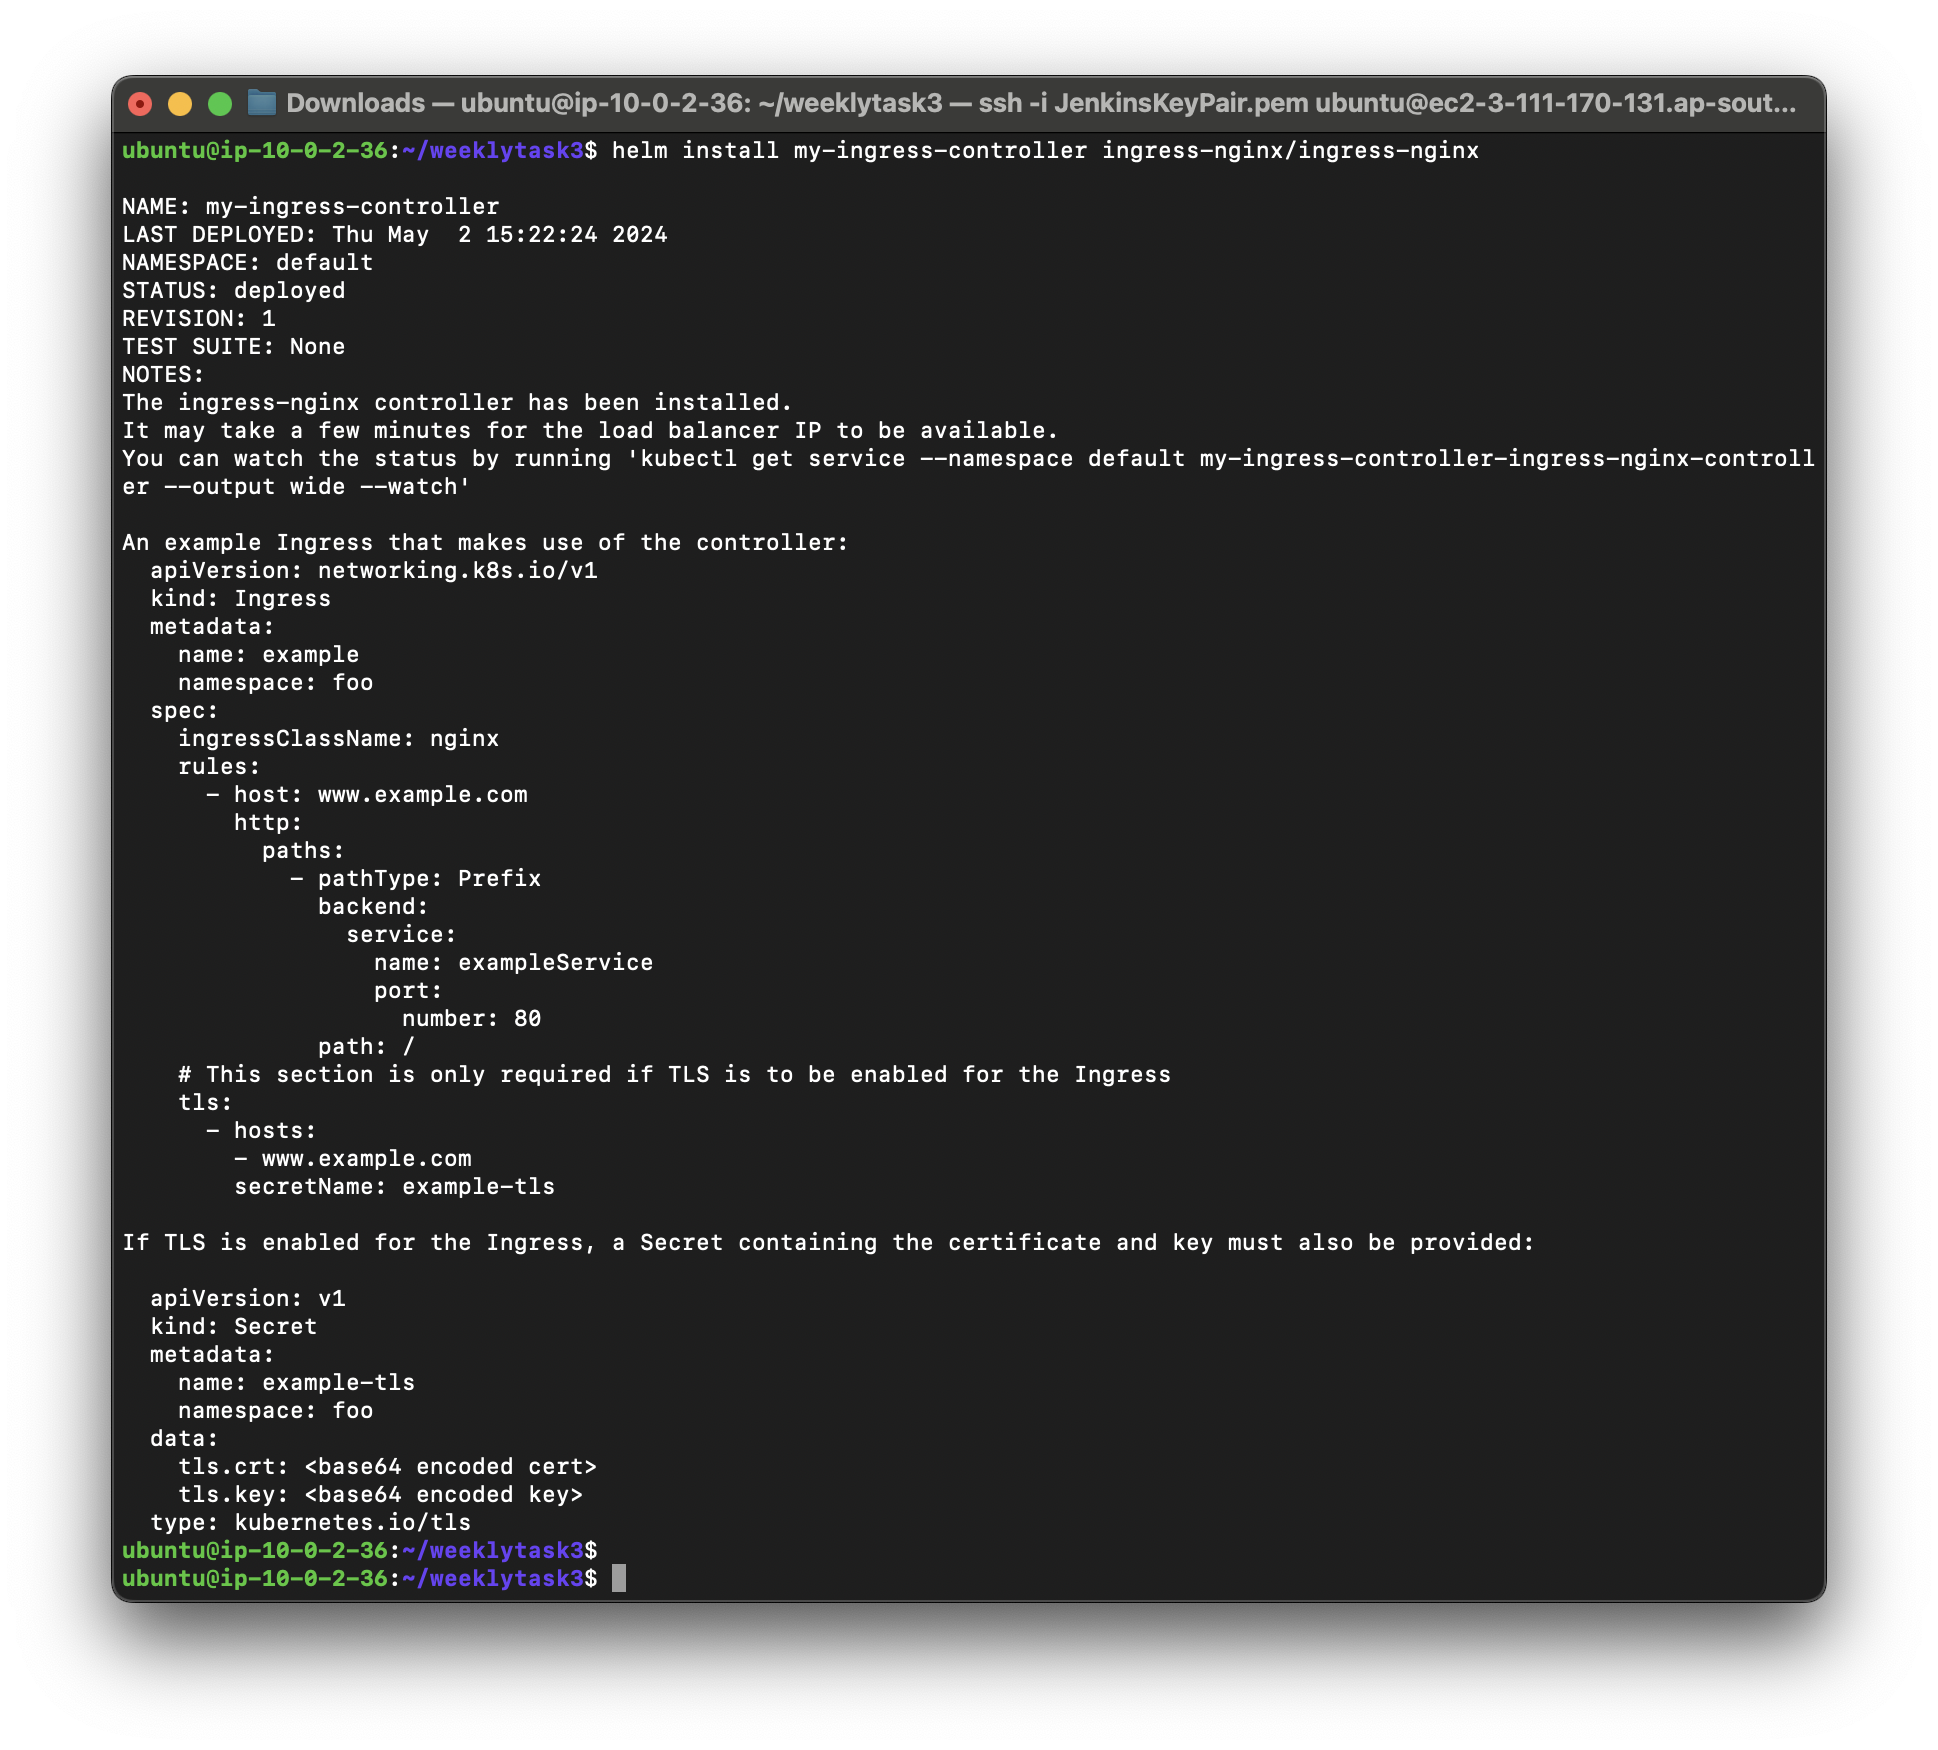 Downloads — ubuntu@ip-10-0-2-36: ~/weeklytask3 — ssh -i JenkinsKeyPair.pem ubuntu@ec2-3-111-170-131.ap-sout...
ubuntu@ip-10-0-2-36:~/weeklytask3$ helm install my-ingress-controller ingress-nginx/ingress-nginx

NAME: my-ingress-controller
LAST DEPLOYED: Thu May  2 15:22:24 2024
NAMESPACE: default
STATUS: deployed
REVISION: 1
TEST SUITE: None
NOTES:
The ingress-nginx controller has been installed.
It may take a few minutes for the load balancer IP to be available.
You can watch the status by running 'kubectl get service --namespace default my-ingress-controller-ingress-nginx-controll
er --output wide --watch'

An example Ingress that makes use of the controller:
  apiVersion: networking.k8s.io/v1
  kind: Ingress
  metadata:
    name: example
    namespace: foo
  spec:
    ingressClassName: nginx
    rules:
      - host: www.example.com
        http:
          paths:
            - pathType: Prefix
              backend:
                service:
                  name: exampleService
                  port:
                    number: 80
              path: /
    # This section is only required if TLS is to be enabled for the Ingress
    tls:
      - hosts:
        - www.example.com
        secretName: example-tls

If TLS is enabled for the Ingress, a Secret containing the certificate and key must also be provided:

  apiVersion: v1
  kind: Secret
  metadata:
    name: example-tls
    namespace: foo
  data:
    tls.crt: <base64 encoded cert>
    tls.key: <base64 encoded key>
  type: kubernetes.io/tls
ubuntu@ip-10-0-2-36:~/weeklytask3$
ubuntu@ip-10-0-2-36:~/weeklytask3$